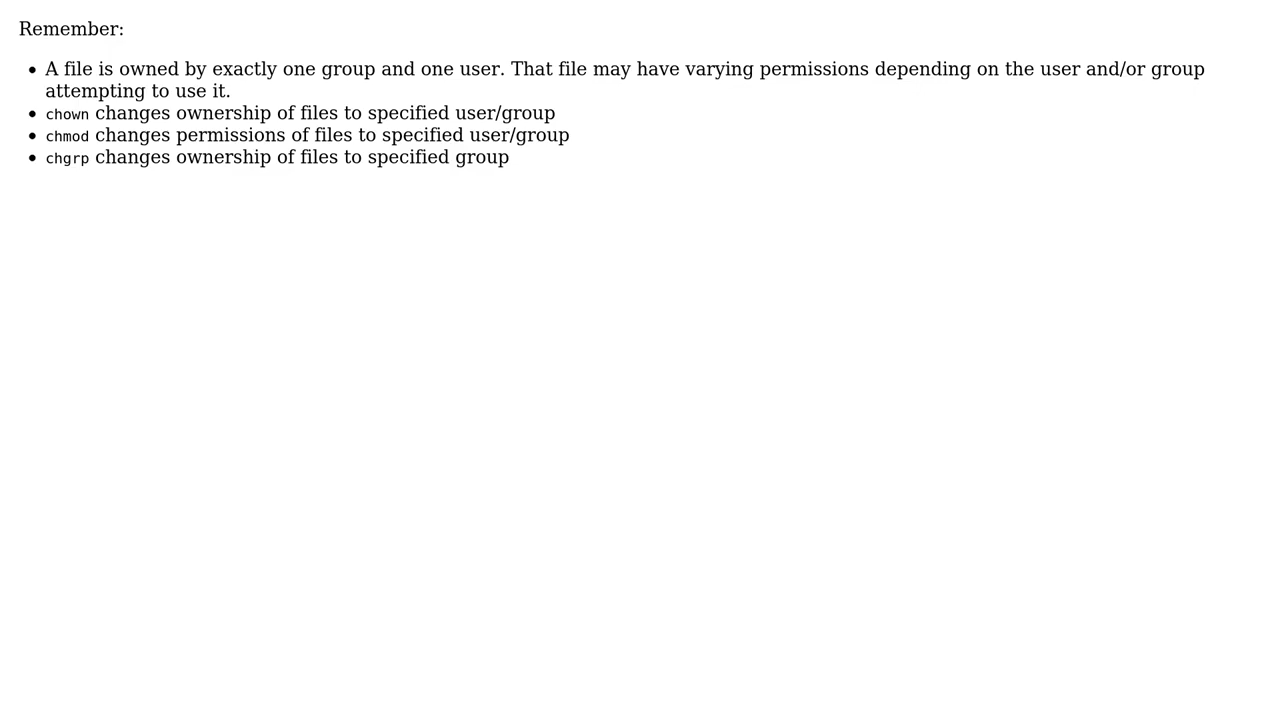 Remember:
• A file is owned by exactly one group and one user. That file may have varying permissions depending on the user and/or group
attempting to use it.
• chown changes ownership of files to specified user/group
• chmod changes permissions of files to specified user/group
• chgrp changes ownership of files to specified group